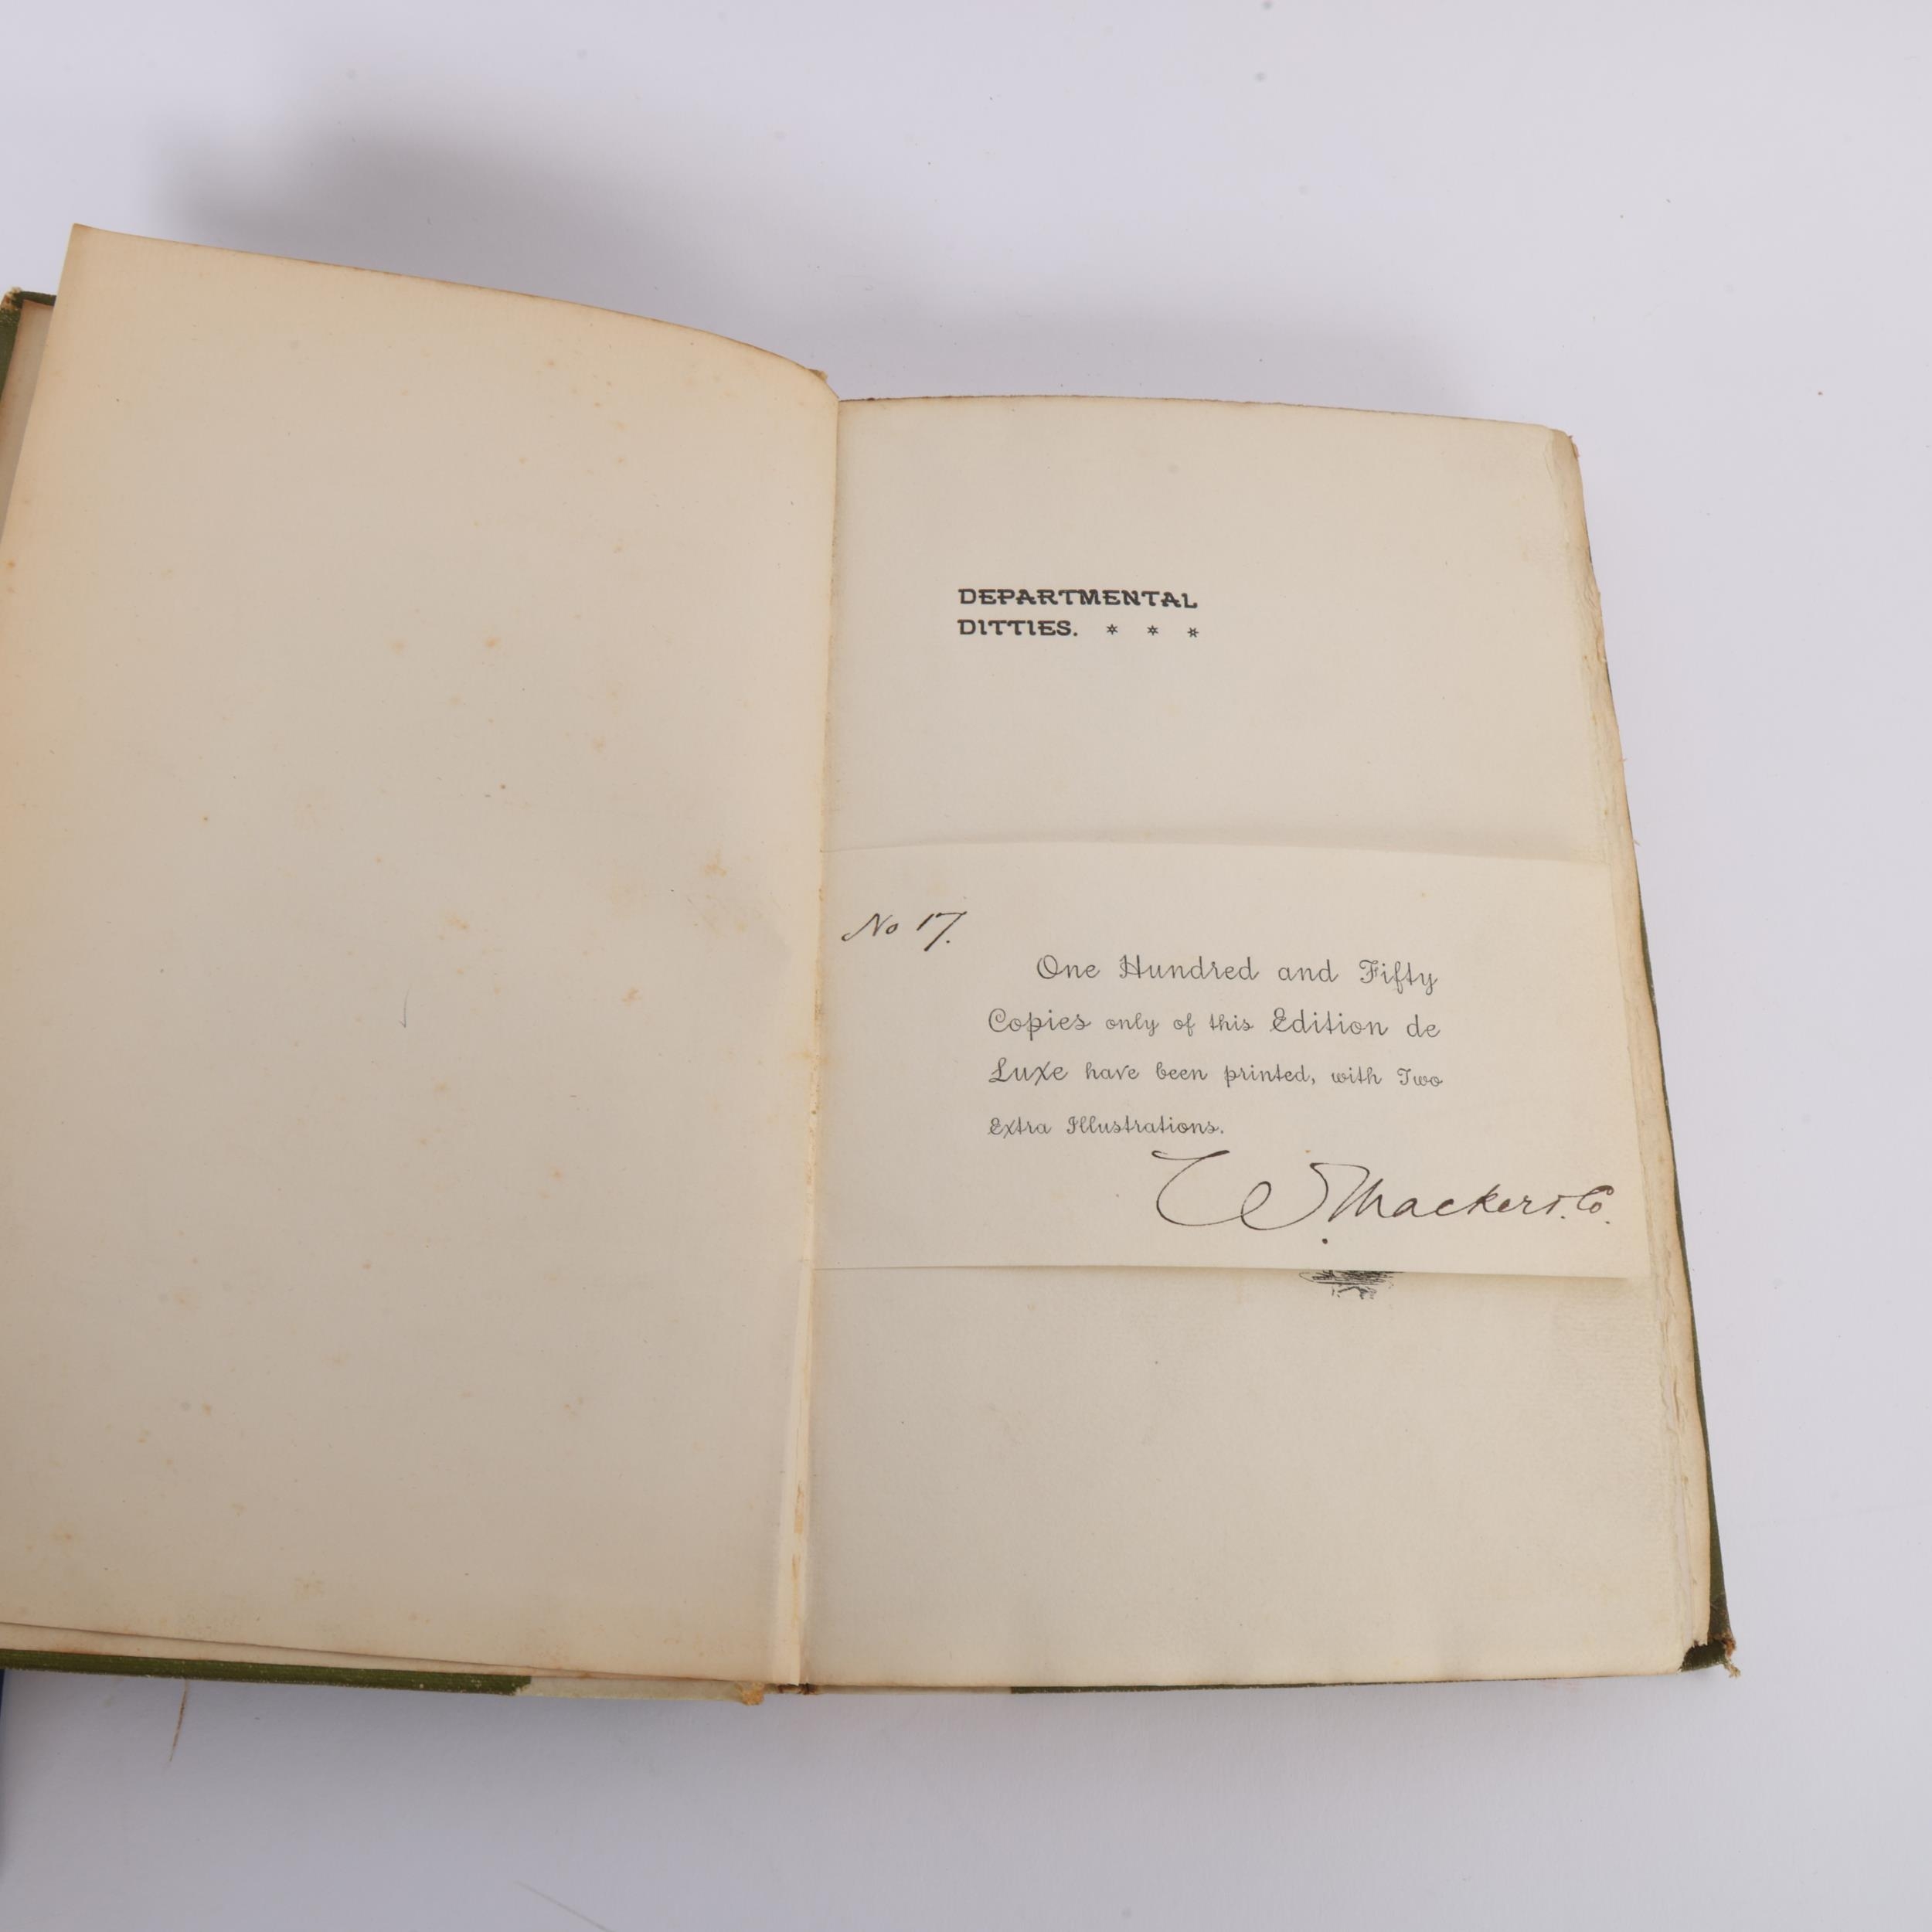 DEPARTMENTAL
DITTIES. * * *
No 17.
One Hundred and Fifty
Copies only of this Edition de
Luxe have been printed, with Two
Extra Illustrations.